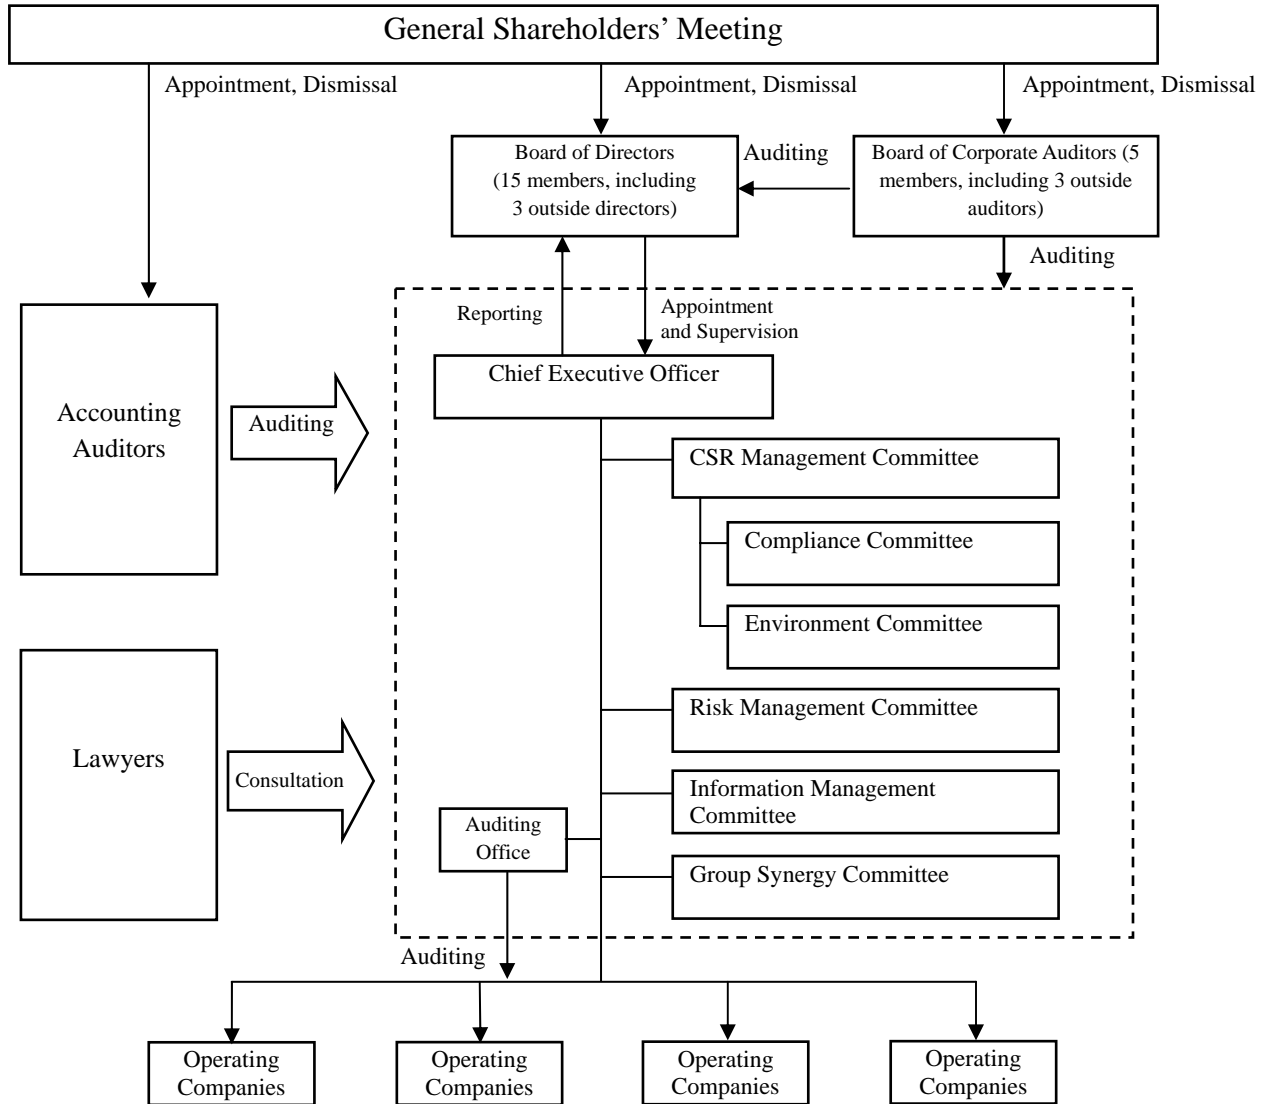 General Shareholders’ Meeting
Appointment, Dismissal
Appointment, Dismissal
Appointment, Dismissal
Board of Directors
(15 members, including
3 outside directors)
Auditing
Board of Corporate Auditors (5
members, including 3 outside
auditors)
Auditing
Reporting
Appointment
and Supervision
Chief Executive Officer
Accounting
Auditors
Auditing
CSR Management Committee
Compliance Committee
Environment Committee
Lawyers
Consultation
Risk Management Committee
Information Management
Committee
Auditing
Office
Group Synergy Committee
Auditing
Operating
Companies
Operating
Companies
Operating
Companies
Operating
Companies